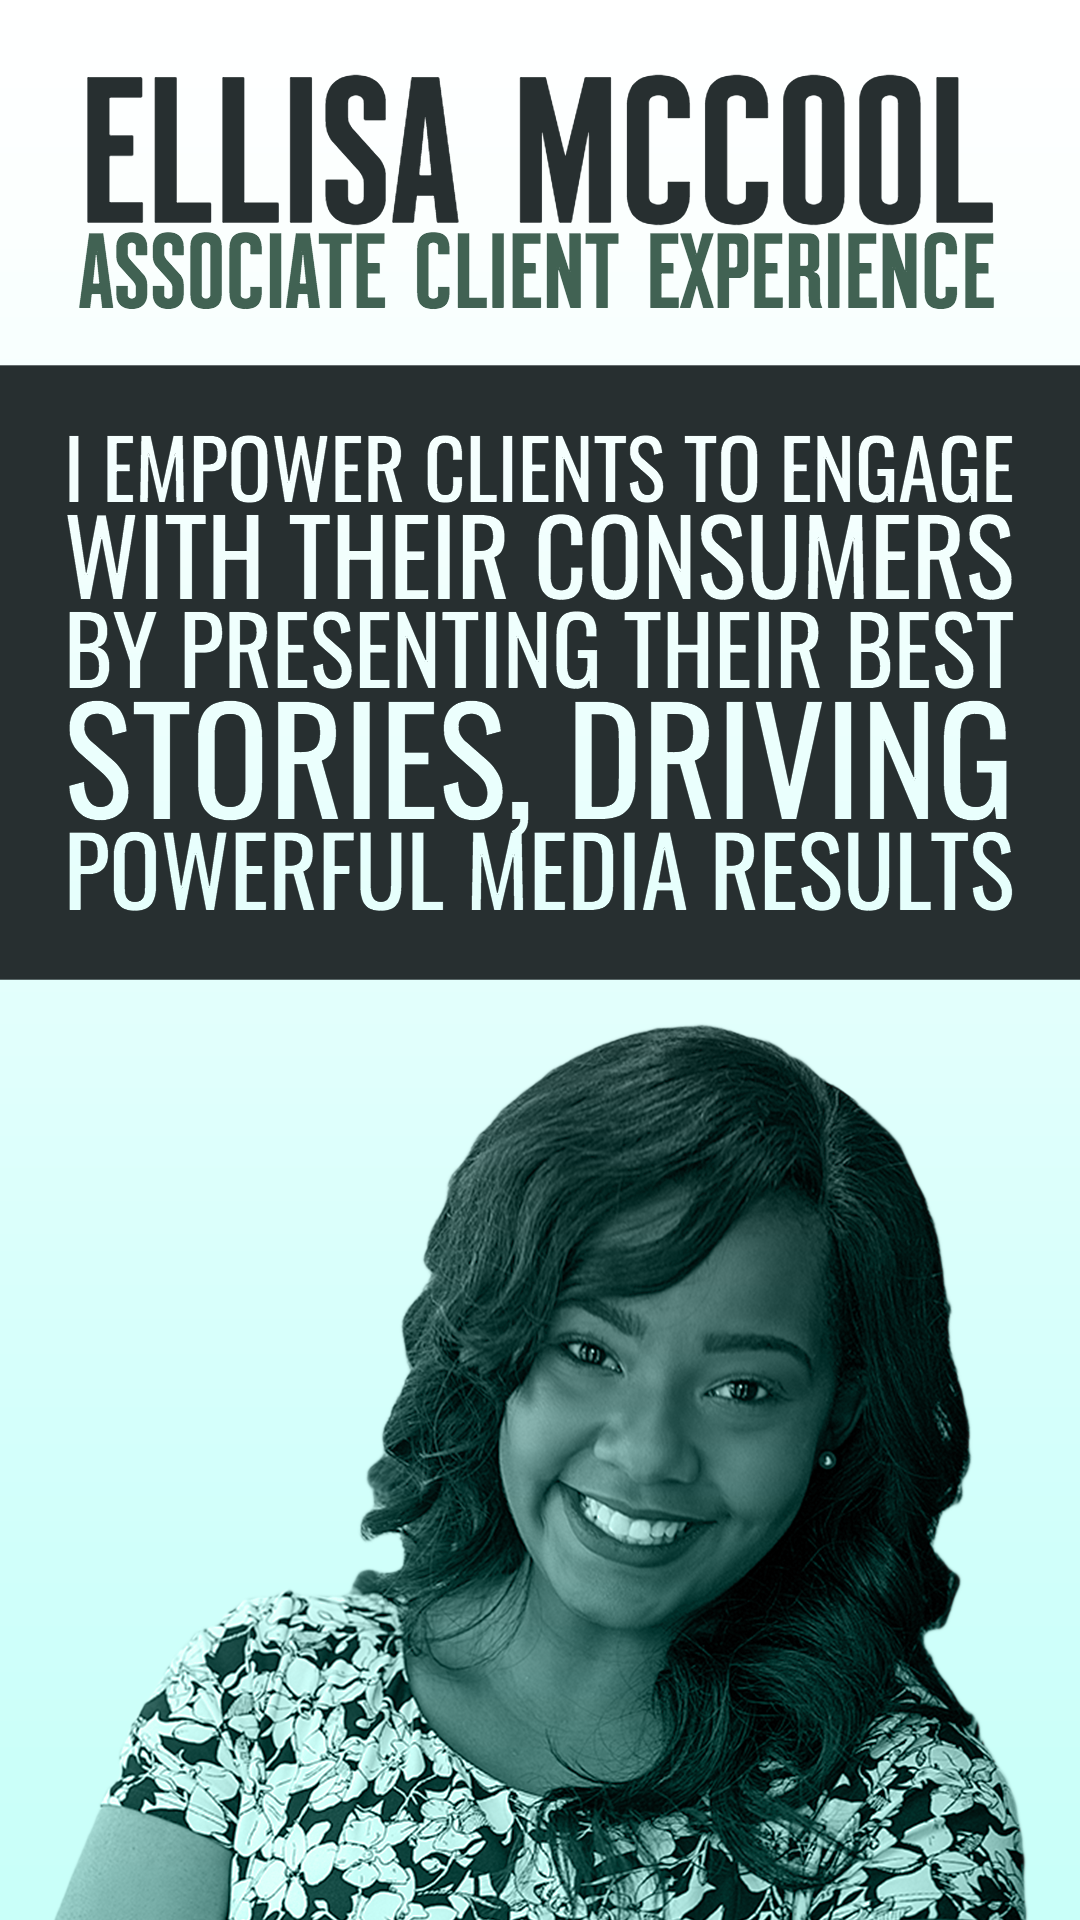 ELLISA MCCOOL
ASSOCIATE CLIENT EXPERIENCE
I EMPOWER CLIENTS TO ENGAGE
WITH THEIR CONSUMERS
BY PRESENTING THEIR BEST
STORIES, DRIVING
POWERFUL MEDIA RESULTS